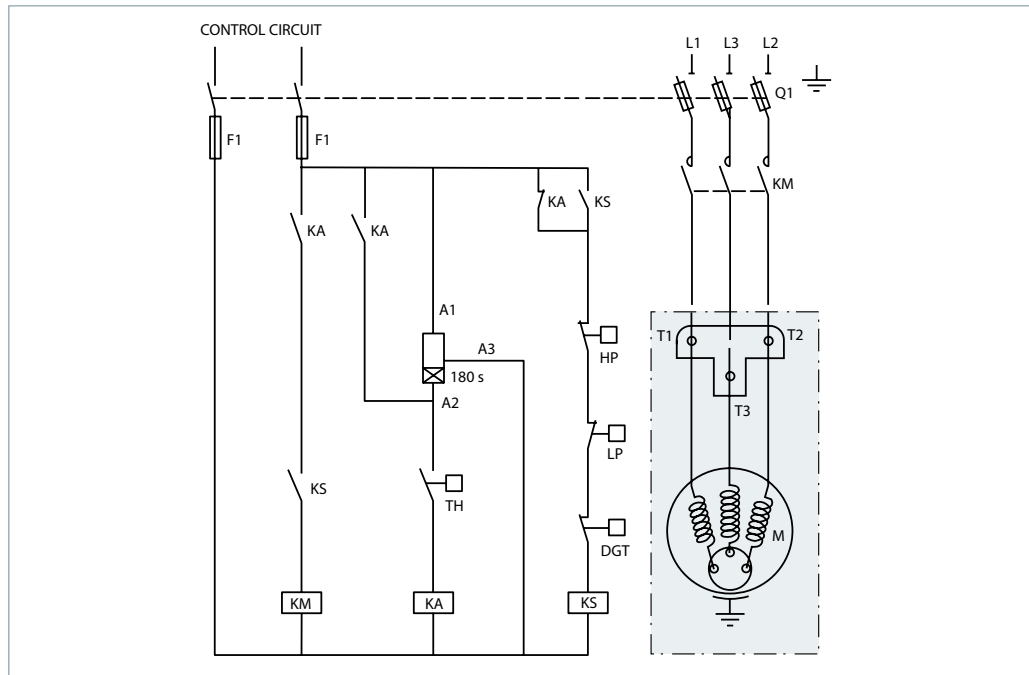 CONTROL CIRCUIT
L1 L3 L2
Q1
F1 F1
KM
KA KS
KA KA
A1
T1 T2
A3
HP
180 s
A2
T3
LP
KS
TH
M
DGT
KM KA KS